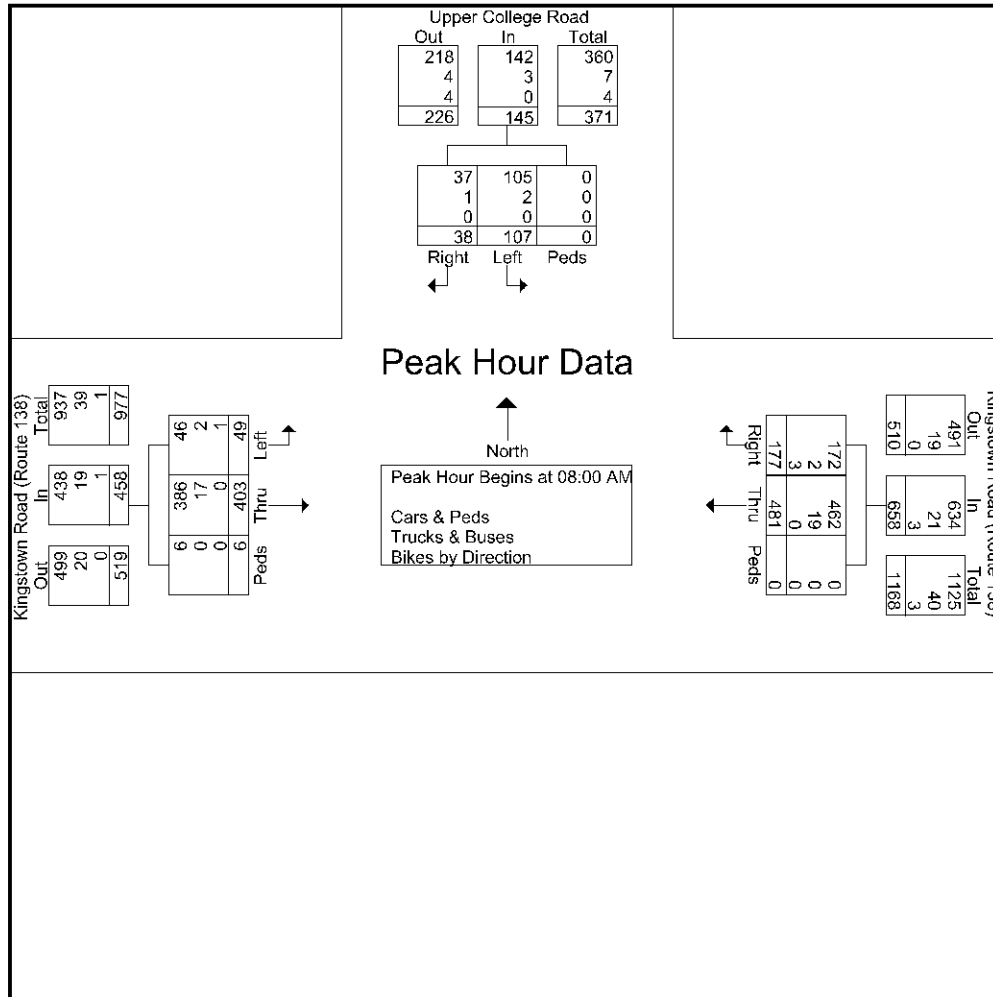 Upper College Road
Out In Total
218 142 360
4 3 7
4 0 4
226 145 371
37 105 0
1 2 0
0 0 0
38 107 0
Right Left Peds
Peak Hour Data
North
Peak Hour Begins at 08:00 AM
Cars & Peds
Trucks & Buses
Bikes by Direction
Kingstown Road (Route 138)
Out In Total
499 438 937
20 19 39
0 1 1
519 458 977
Left Thru Peds
46 386 6
2 17 0
1 0 0
49 403 6
Kingstown Road (Route 138)
Out In Total
491 634 1125
19 21 40
0 3 3
510 658 1168
Right Thru Peds
172 462 0
2 19 0
3 0 0
177 481 0